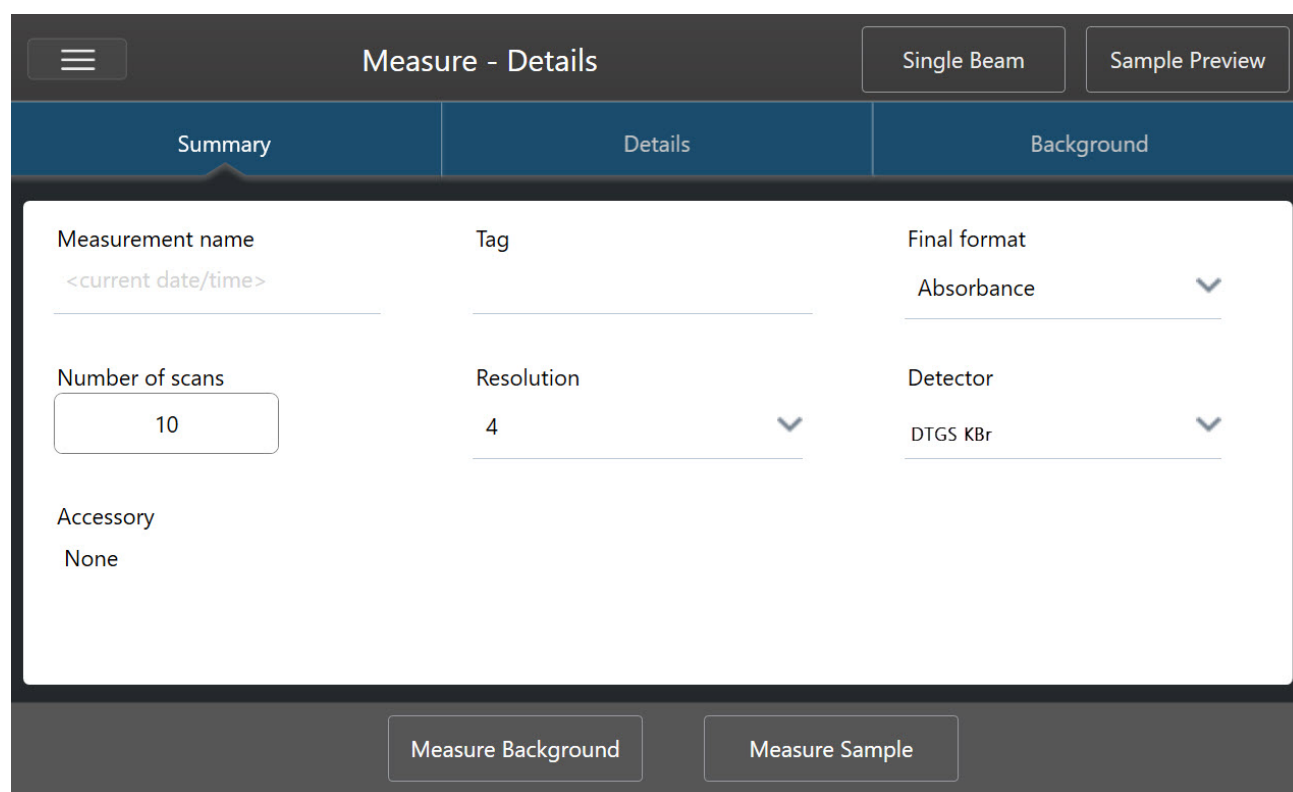 Measure - Details
Single Beam
Sample Preview
Summary
Details
Background
Measurement name
Tag
Final format
<current date/time>
Absorbance
Number of scans
Resolution
Detector
10
4
DTGS KBr
Accessory
None
Measure Background
Measure Sample